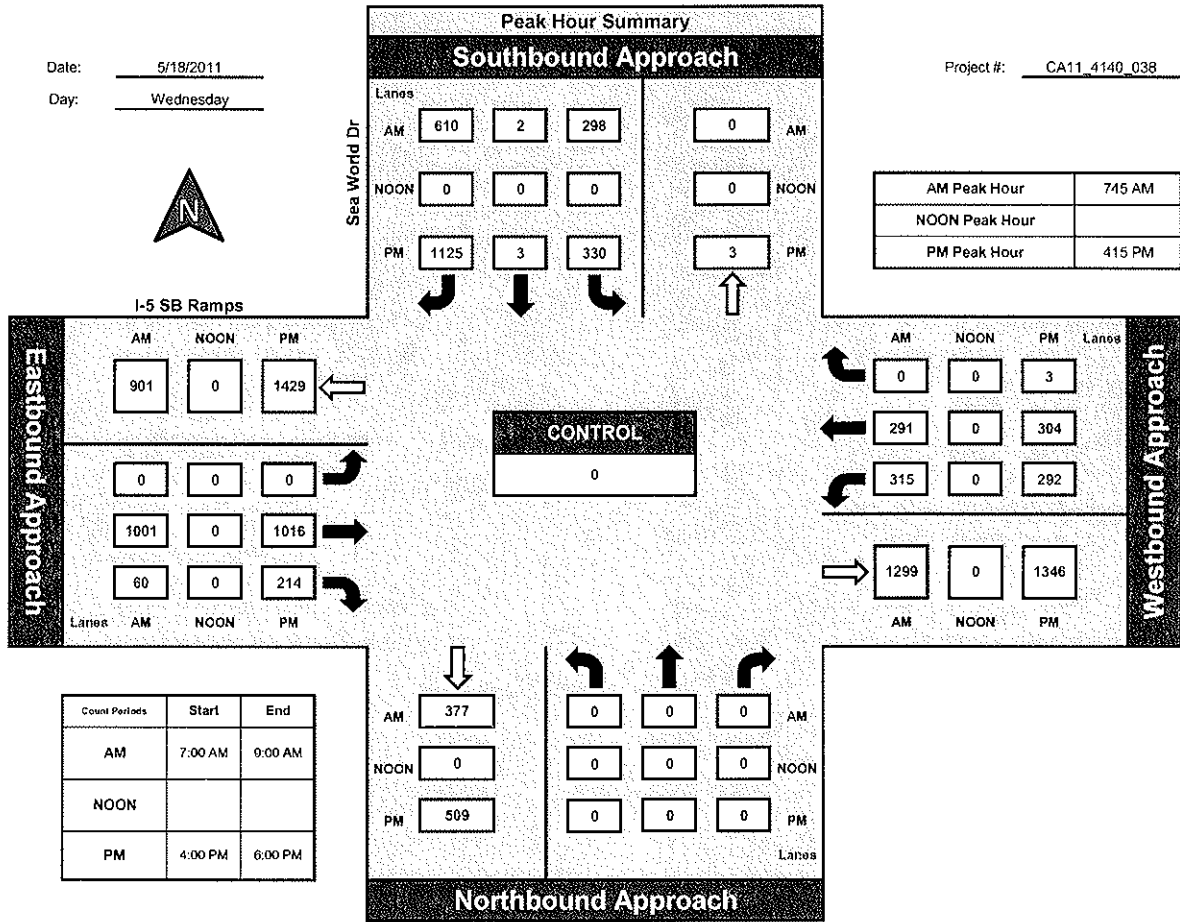 Peak Hour Summary
Southbound Approach
Date: 5/18/2011
Day: Wednesday
Project #: CA11_4140_038
N
Sea World Dr
Lanes
AM 610 2 298 0 AM
NOON 0 0 0 0 NOON
PM 1125 3 330 3 PM
AM Peak Hour 745 AM
NOON Peak Hour
PM Peak Hour 415 PM
I-5 SB Ramps
Eastbound Approach
AM NOON PM
901 0 1429
0 0 0
1001 0 1016
60 0 214
Lanes AM NOON PM
CONTROL
0
Westbound Approach
AM NOON PM Lanes
0 0 3
291 0 304
315 0 292
1299 0 1346
AM NOON PM
Count Periods Start End
AM 7:00 AM 9:00 AM
NOON
PM 4:00 PM 6:00 PM
AM 377 0 0 0 AM
NOON 0 0 0 0 NOON
PM 509 0 0 0 PM
Lanes
Northbound Approach